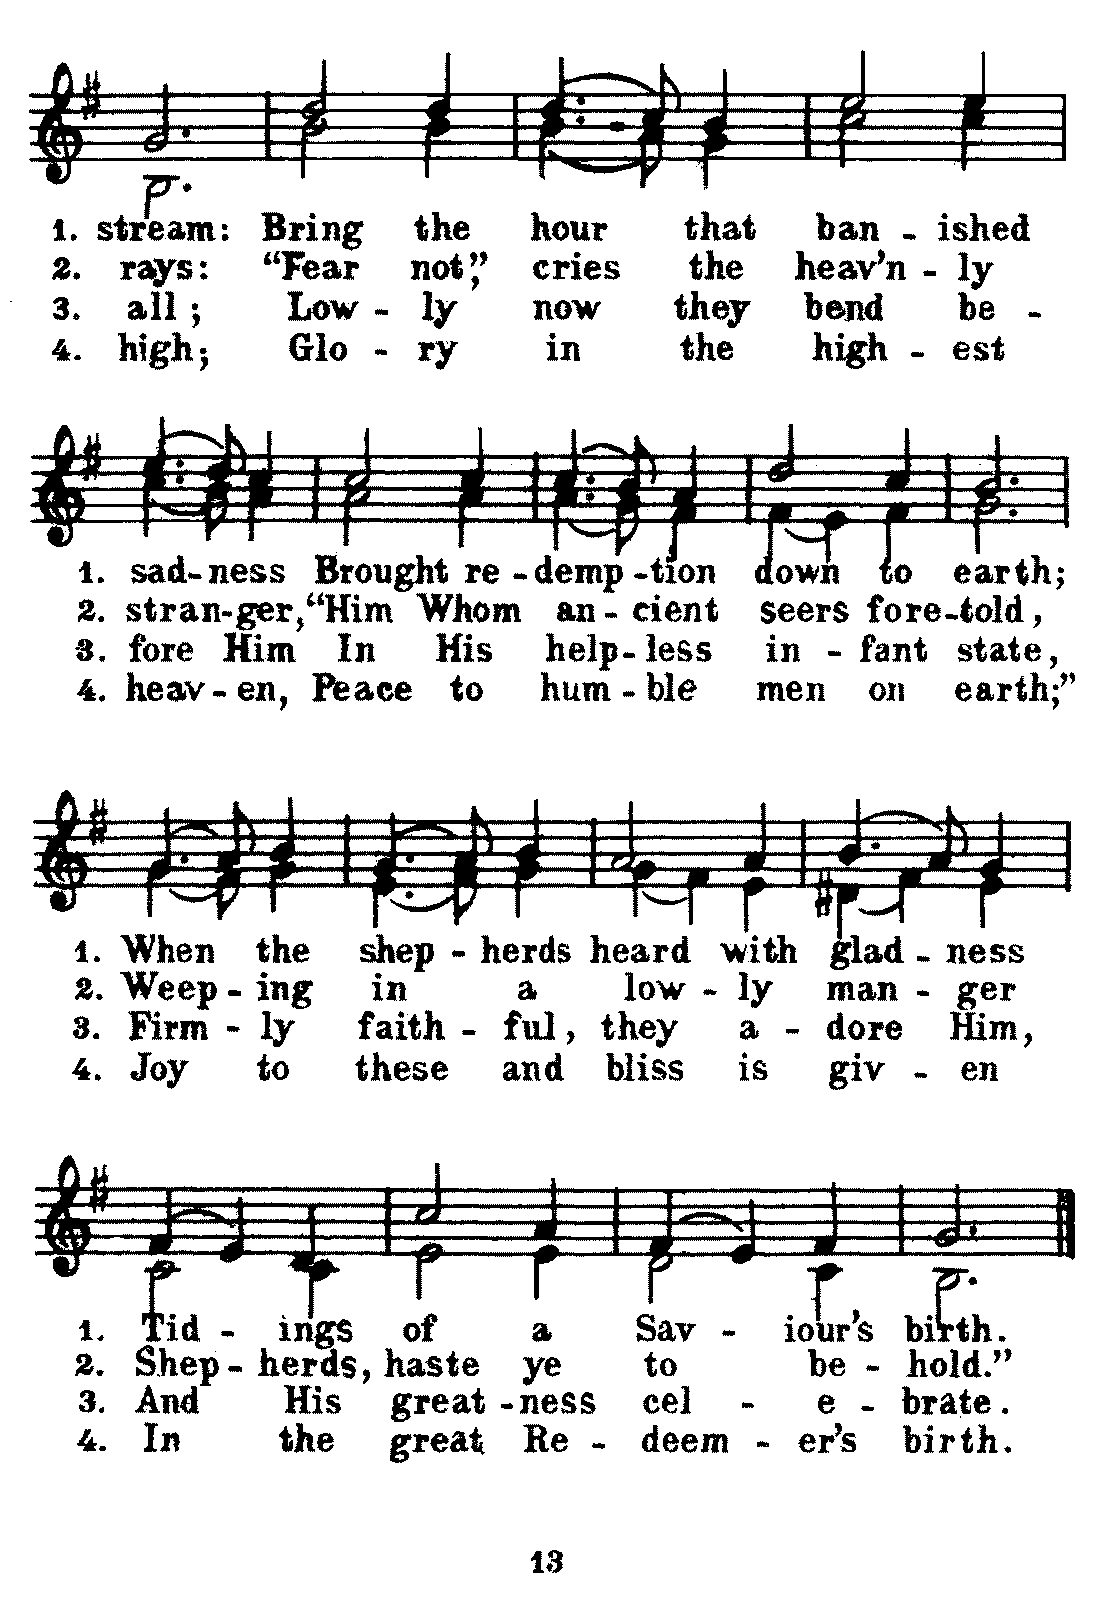 1. stream: Bring the hour that ban - ished
2. rays: “Fear not,” cries the heav’n - ly
3. all; Low - ly now they bend be -
4. high; Glo - ry in the high - est
1. sad - ness Brought re - demp - tion down to earth;
2. stran - ger, “Him Whom an - cient seers fore - told,
3. fore Him In His help - less in - fant state,
4. heav - en, Peace to hum - ble men on earth;”
1. When the shep - herds heard with glad - ness
2. Weep - ing in a low - ly man - ger
3. Firm - ly faith - ful, they a - dore Him,
4. Joy to these and bliss is giv - en
1. Tid - ings of a Sav - iour’s birth.
2. Shep - herds, haste ye to be - hold.”
3. And His great - ness cel - e - brate.
4. In the great Re - deem - er’s birth.
13